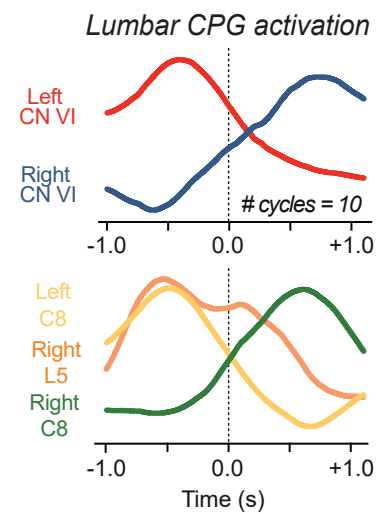 Lumbar CPG activation
Left
CN VI
Right
CN VI
# cycles = 10
-1.0 0.0 +1.0
Left
C8
Right
L5
Right
C8
-1.0 0.0 +1.0
Time (s)